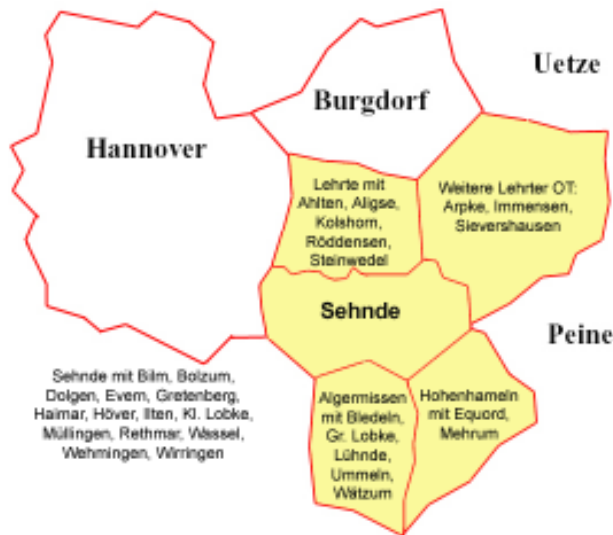 Uetze
Burgdorf
Hannover
Lehrte mit
Ahlten, Aligse,
Kolshorn,
Röddensen,
Steinwedel
Weitere Lehrter OT:
Arpke, Immensen,
Sievershausen
Sehnde
Peine
Sehnde mit Bilm, Bolzum,
Dolgen, Evern, Gretenberg,
Haimar, Höver, Ilten, Kl. Lobke,
Müllingen, Rethmar, Wassel,
Wehmingen, Wirringen
Algermissen
mit Bledeln,
Gr. Lobke,
Lühnde,
Ummeln,
Wätzum
Hohenhameln
mit Equord,
Mehrum